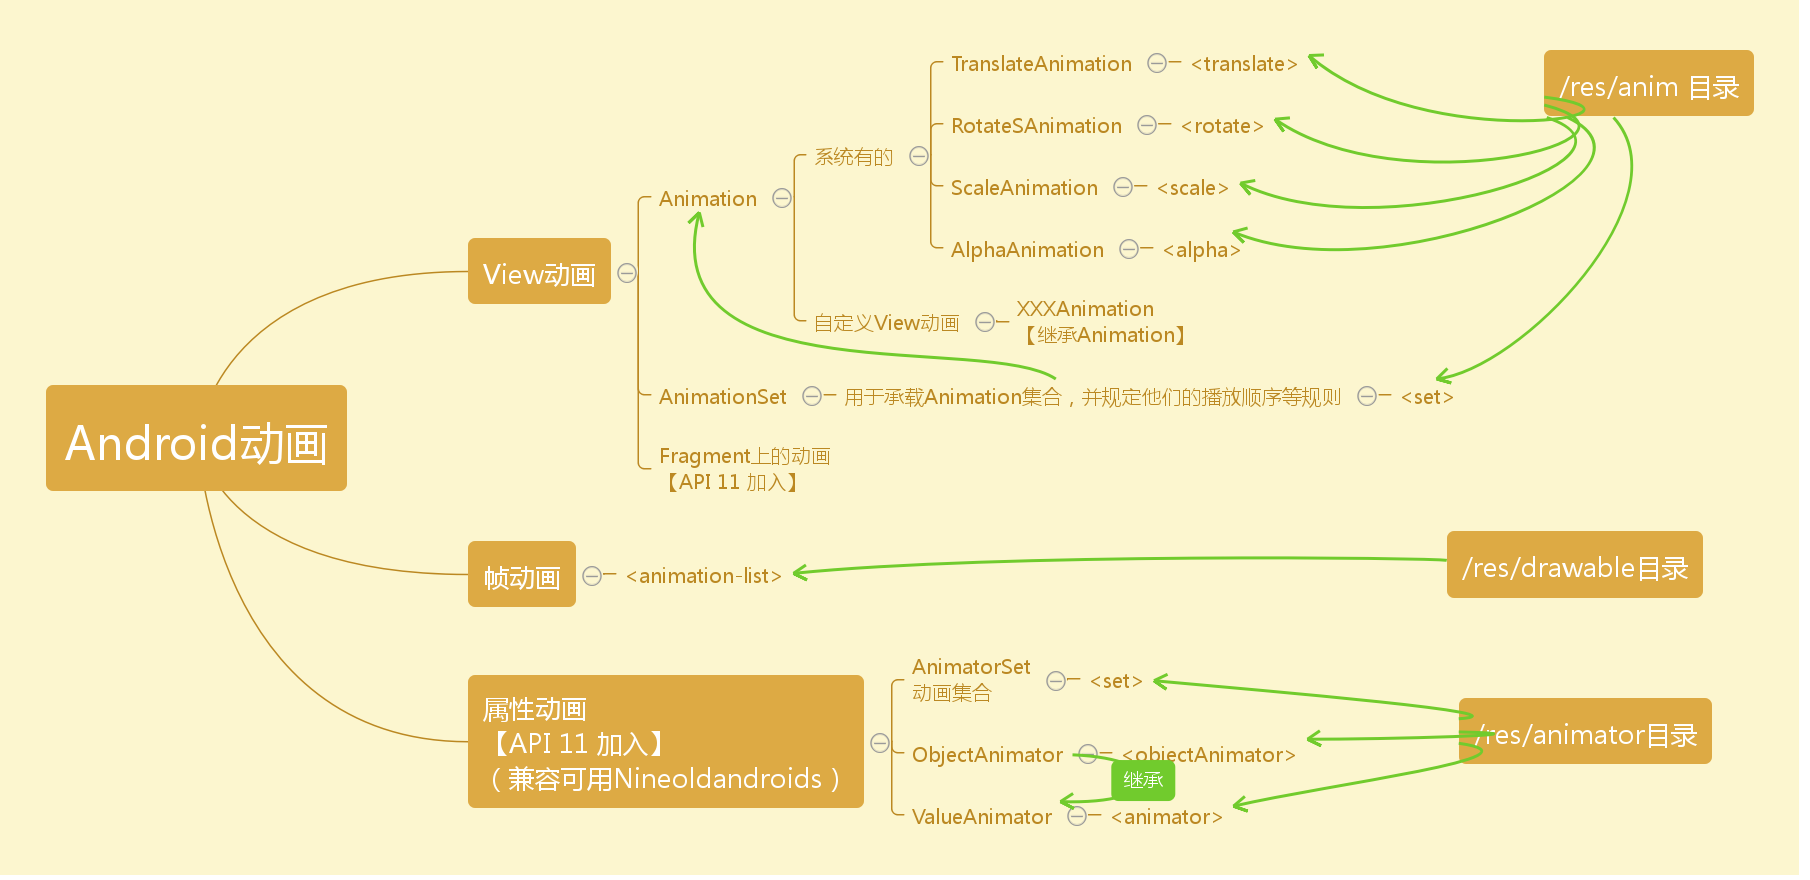 Android动画
View动画
Animation
系统有的
TranslateAnimation
<translate>
RotateSAnimation
<rotate>
ScaleAnimation
<scale>
AlphaAnimation
<alpha>
自定义View动画
XXXAnimation
【继承Animation】
AnimationSet
用于承载Animation集合，并规定他们的播放顺序等规则
<set>
Fragment上的动画
【API 11 加入】
/res/anim 目录
帧动画
<animation-list>
/res/drawable目录
属性动画
【API 11 加入】
（兼容可用Nineoldandroids）
AnimatorSet
动画集合
<set>
ObjectAnimator
<objectAnimator>
继承
ValueAnimator
<animator>
/res/animator目录